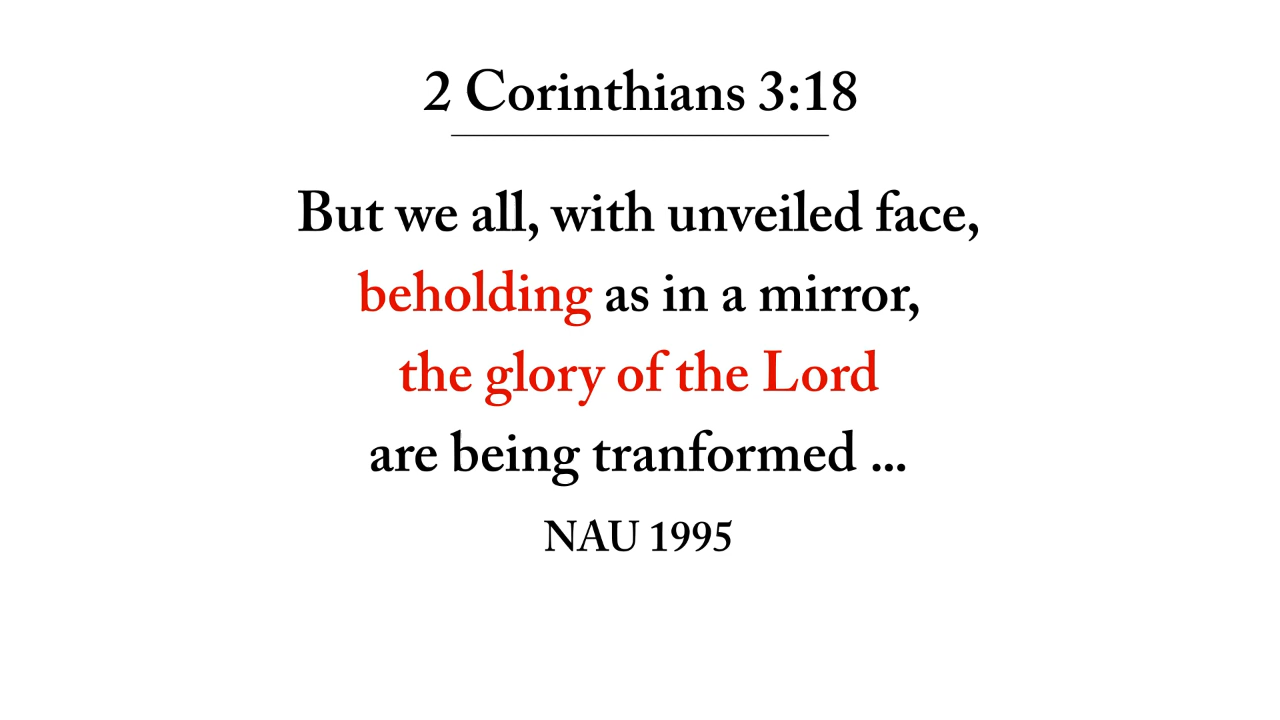 2 Corinthians 3:18
But we all, with unveiled face,
beholding as in a mirror,
the glory of the Lord
are being tranformed ...
NAU 1995